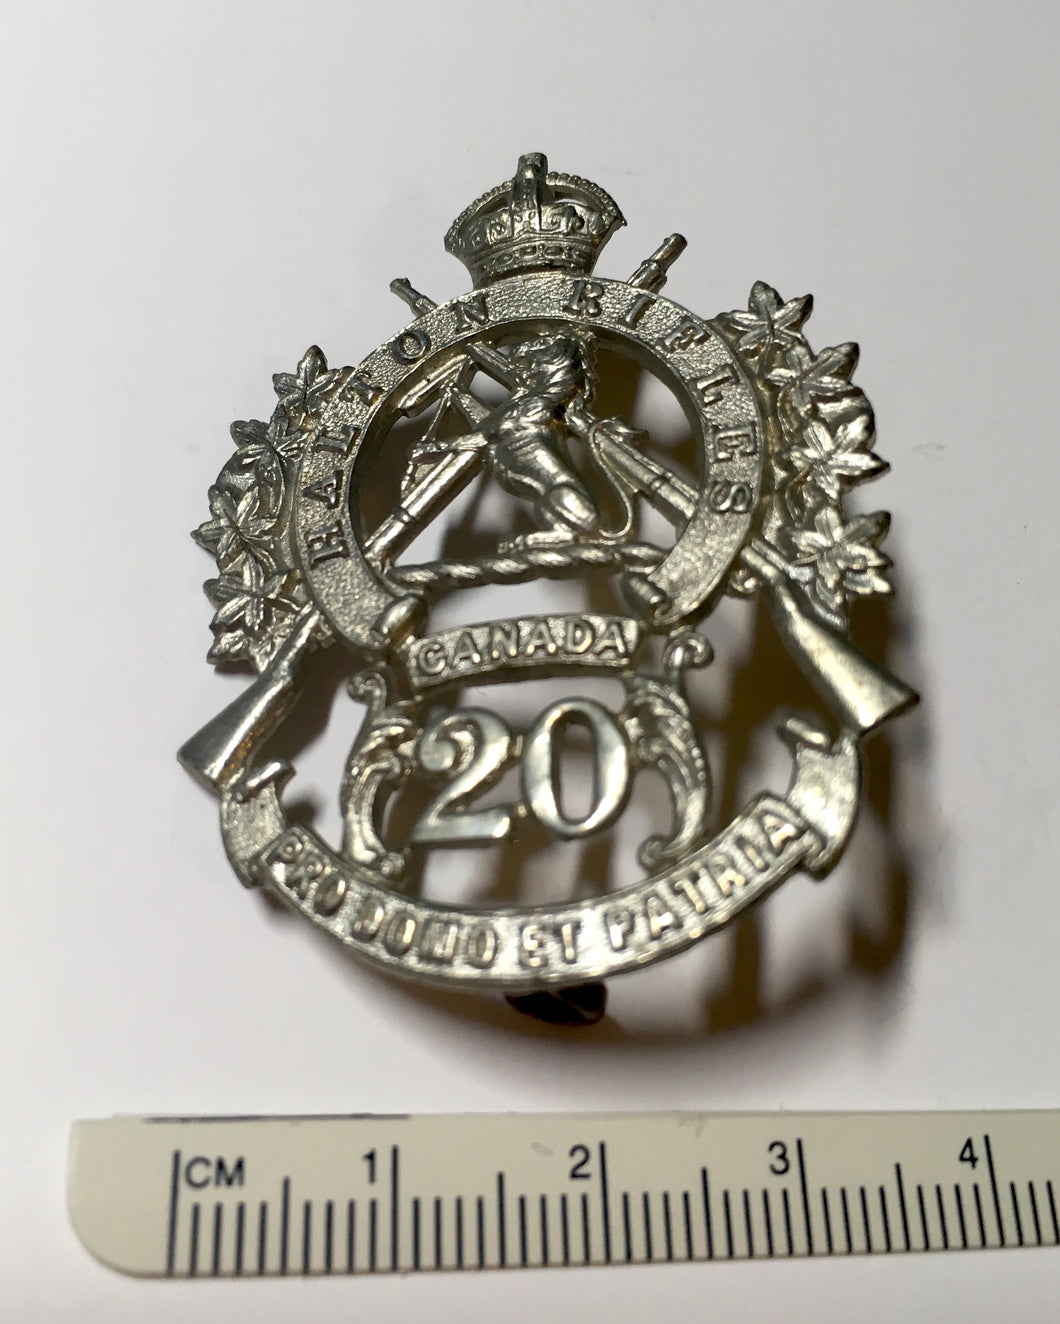 HALTON RIFLES
CANADA
20
PRO DOMO ET PATRIA
CM 1 2 3 4